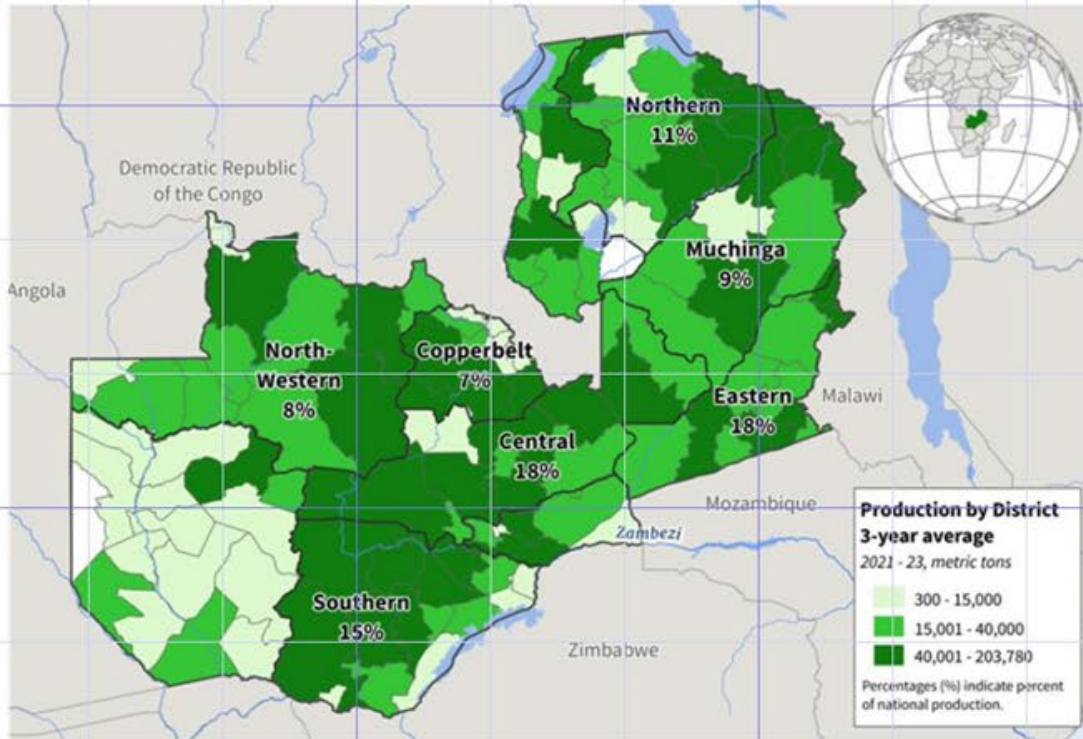 Northern
11%
Democratic Republic
of the Congo
Muchinga
9%
Angola
North-
Western
8%
Copperbelt
7%
Eastern
18%
Malawi
Central
18%
Mozambique
Zambezi
Southern
15%
Zimbabwe
Production by District
3-year average
2021 - 23, metric tons
300 - 15,000
15,001 - 40,000
40,001 - 203,780
Percentages (%) indicate percent
of national production.